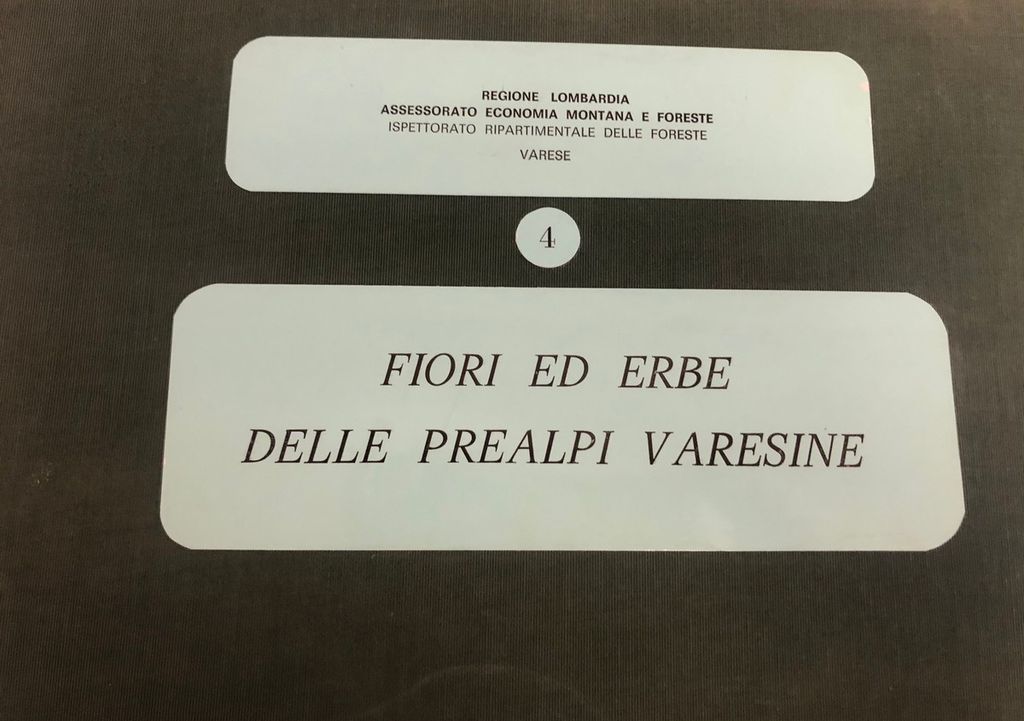 REGIONE LOMBARDIA
ASSESSORATO ECONOMIA MONTANA E FORESTE
ISPETTORATO RIPARTIMENTALE DELLE FORESTE
VARESE
4
FIORI ED ERBE
DELLE PREALPI VARESINE